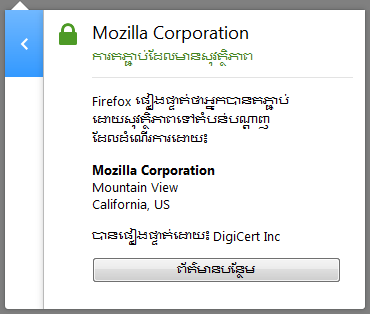 Mozilla Corporation
ការតភ្ជាប់ដែលមានសុវត្ថិភាព
Firefox ផ្ទៀងផ្ទាត់ថាអ្នកបានតភ្ជាប់
ដោយសុវត្ថិភាពទៅតំបន់បណ្ដាញ
ដែលដំណើរការដោយ៖
Mozilla Corporation
Mountain View
California, US
បានផ្ទៀងផ្ទាត់ដោយ៖ DigiCert Inc
ព័ត៌មានបន្ថែម